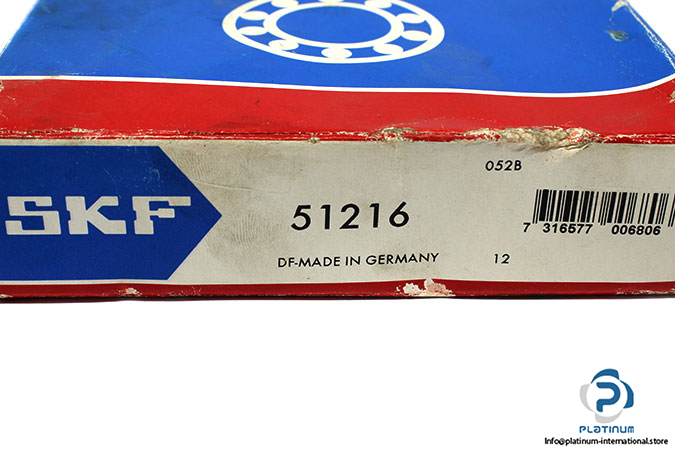 052B
SKF
51216
7 316577 006806
DF-MADE IN GERMANY
12
PLATINUM
Info@platinum-international.store